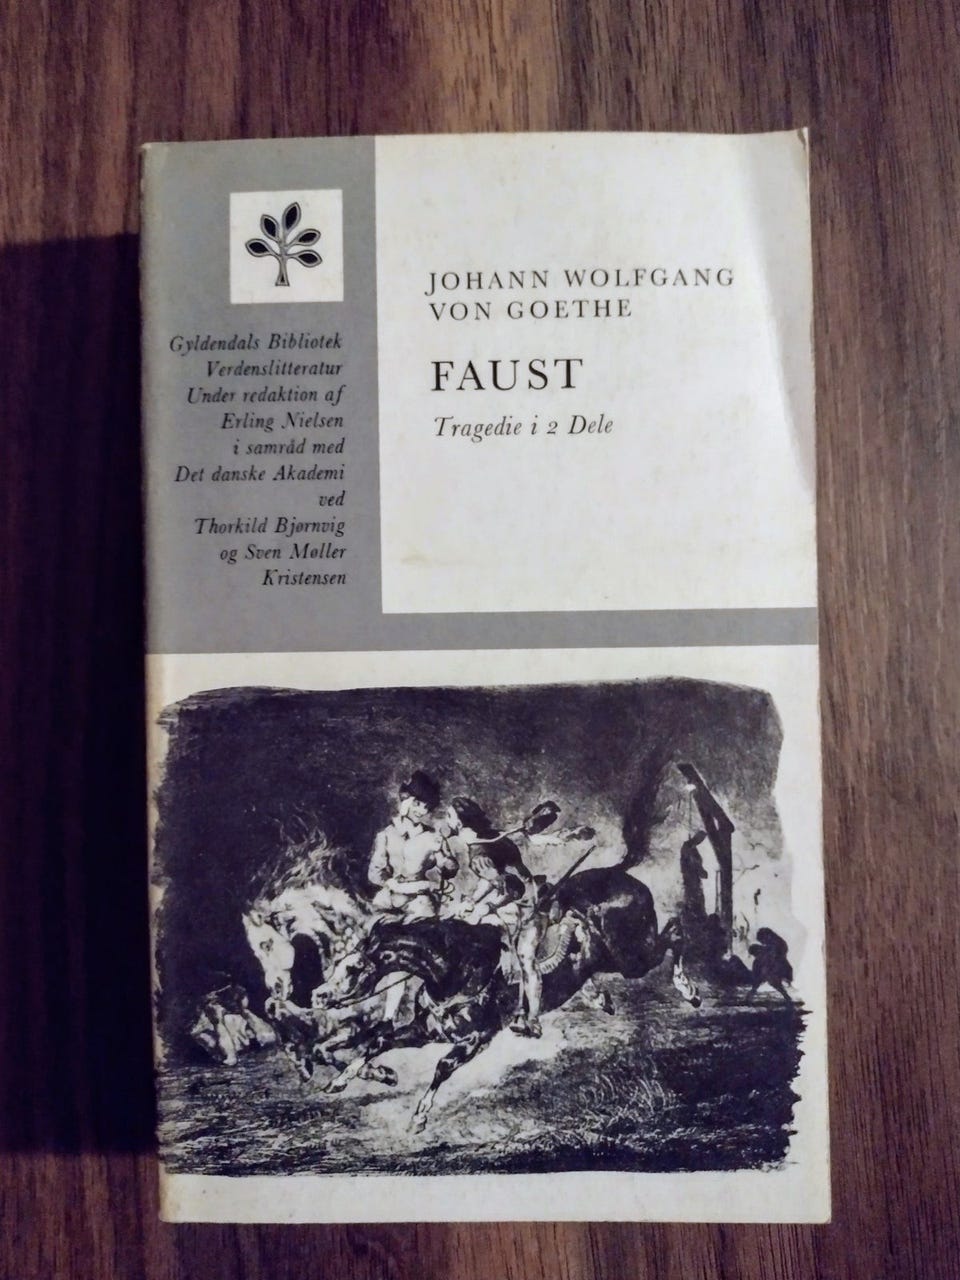 Gyldendals Bibliotek
Verdenslitteratur
Under redaktion af
Erling Nielsen
i samråd med
Det danske Akademi
ved
Thorkild Bjørnvig
og Sven Møller
Kristensen
JOHANN WOLFGANG
VON GOETHE
FAUST
Tragedie i 2 Dele